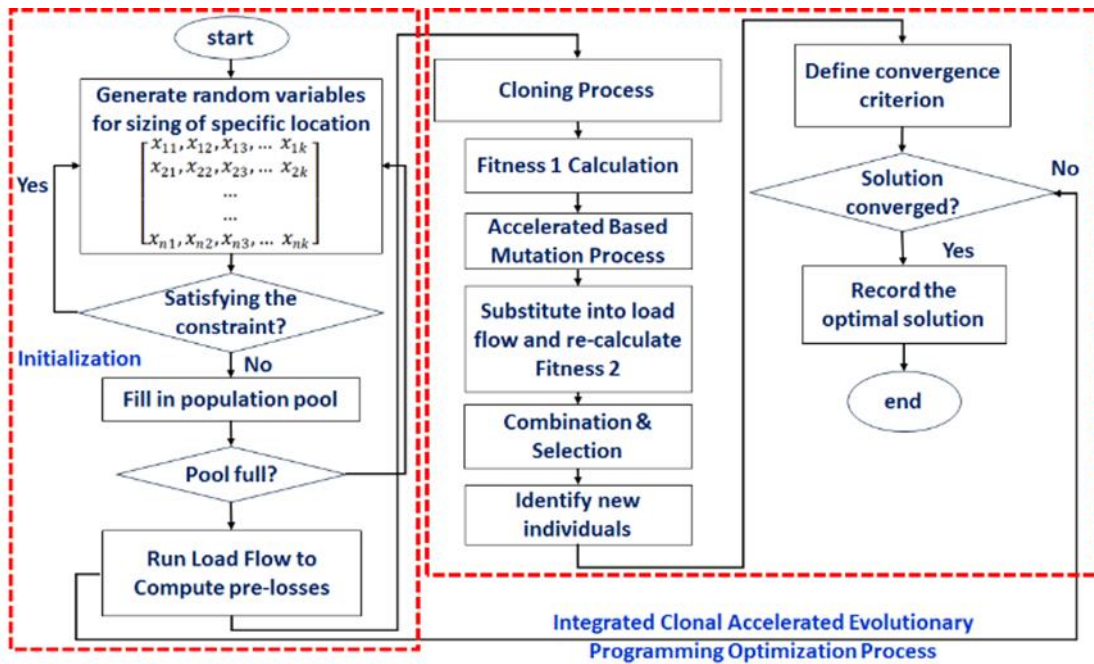 start
Generate random variables
for sizing of specific location
x11, x12, x13, ... x1k
x21, x22, x23, ... x2k
...
...
xn1, xn2, xn3, ... xnk
Yes
Satisfying the
constraint?
Initialization
No
Fill in population pool
Pool full?
Run Load Flow to
Compute pre-losses
Cloning Process
Fitness 1 Calculation
Accelerated Based
Mutation Process
Substitute into load
flow and re-calculate
Fitness 2
Combination &
Selection
Identify new
individuals
Define convergence
criterion
Solution
converged?
No
Yes
Record the
optimal solution
end
Integrated Clonal Accelerated Evolutionary
Programming Optimization Process